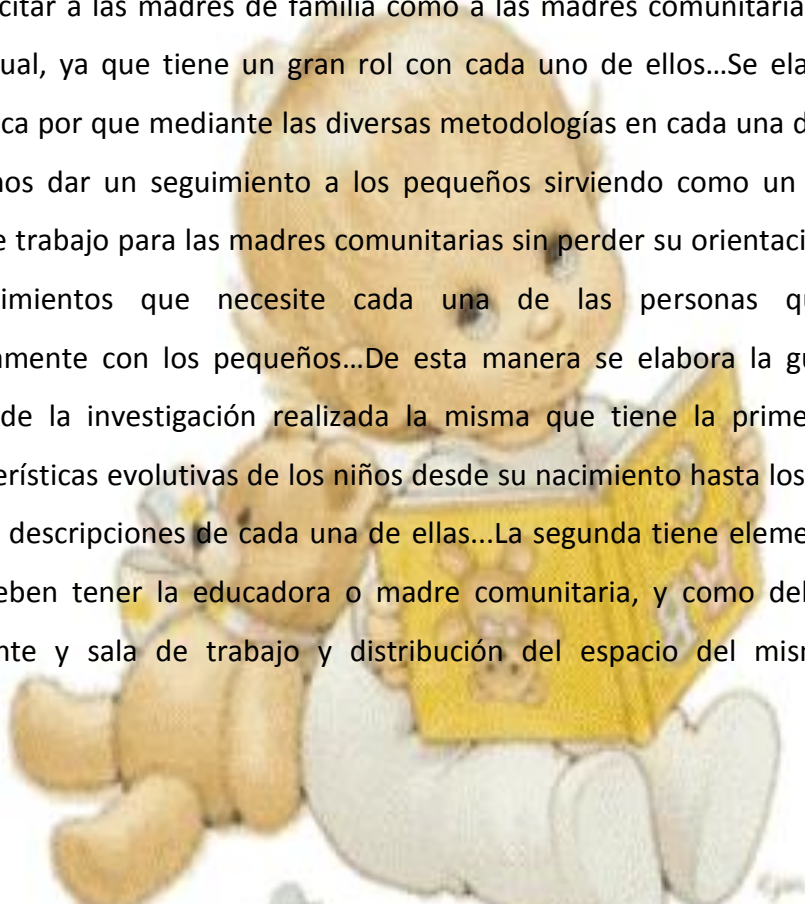 citar a las madres de familia como a las madres comunitaria
ual, ya que tiene un gran rol con cada uno de ellos...Se ela
ca por que mediante las diversas metodologías en cada una d
nos dar un seguimiento a los pequeños sirviendo como un
e trabajo para las madres comunitarias sin perder su orientaci
imientos que necesite cada una de las personas qu
amente con los pequeños...De esta manera se elabora la gu
de la investigación realizada la misma que tiene la prime
erísticas evolutivas de los niños desde su nacimiento hasta los
descripciones de cada una de ellas...La segunda tiene eleme
eben tener la educadora o madre comunitaria, y como del
nte y sala de trabajo y distribución del espacio del mism